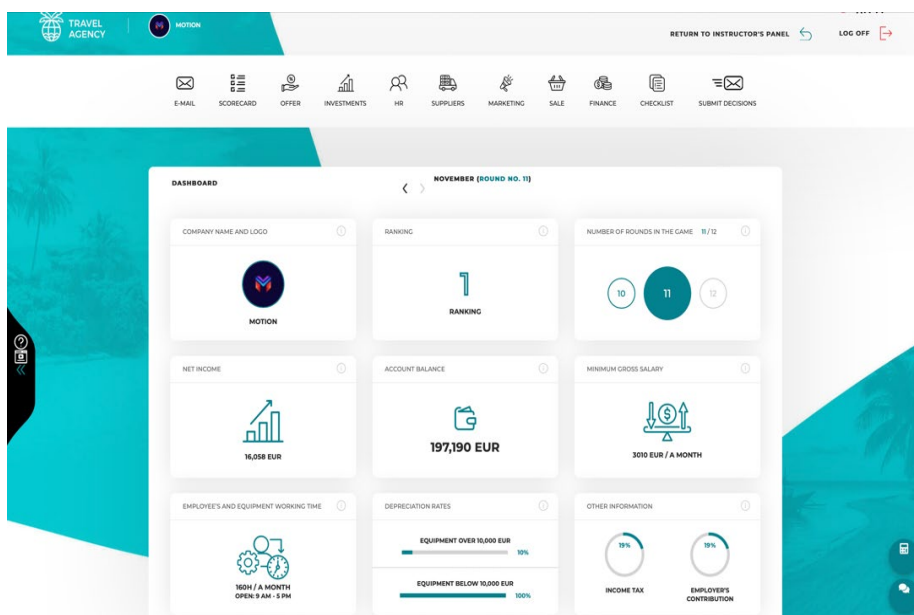 TRAVEL
AGENCY
MOTION
RETURN TO INSTRUCTOR'S PANEL
LOG OFF
E-MAIL
SCORECARD
OFFER
INVESTMENTS
HR
SUPPLIERS
MARKETING
SALE
FINANCE
CHECKLIST
SUBMIT DECISIONS
DASHBOARD
NOVEMBER (ROUND NO. 11)
COMPANY NAME AND LOGO
MOTION
RANKING
1
RANKING
NUMBER OF ROUNDS IN THE GAME 11 / 12
10
11
12
NET INCOME
16,058 EUR
ACCOUNT BALANCE
197,190 EUR
MINIMUM GROSS SALARY
3010 EUR / A MONTH
EMPLOYEE'S AND EQUIPMENT WORKING TIME
160H / A MONTH
OPEN: 9 AM - 5 PM
DEPRECIATION RATES
EQUIPMENT OVER 10,000 EUR
10%
EQUIPMENT BELOW 10,000 EUR
100%
OTHER INFORMATION
19%
INCOME TAX
19%
EMPLOYER'S
CONTRIBUTION